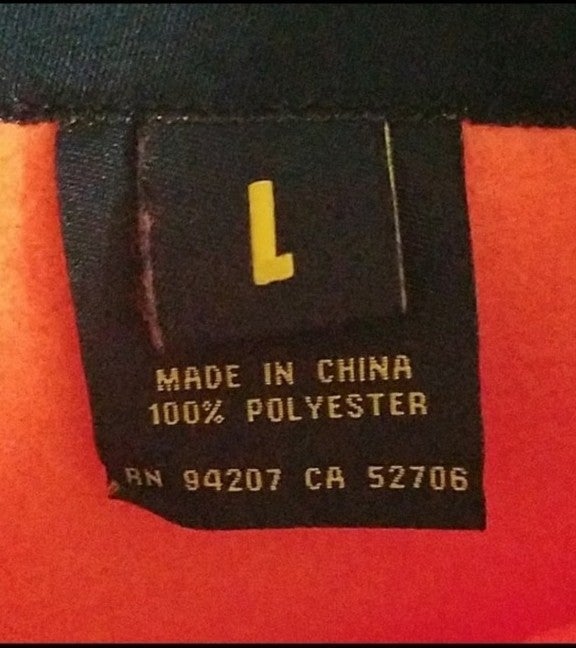 L
MADE IN CHINA
100% POLYESTER
RN 94207 CA 52706